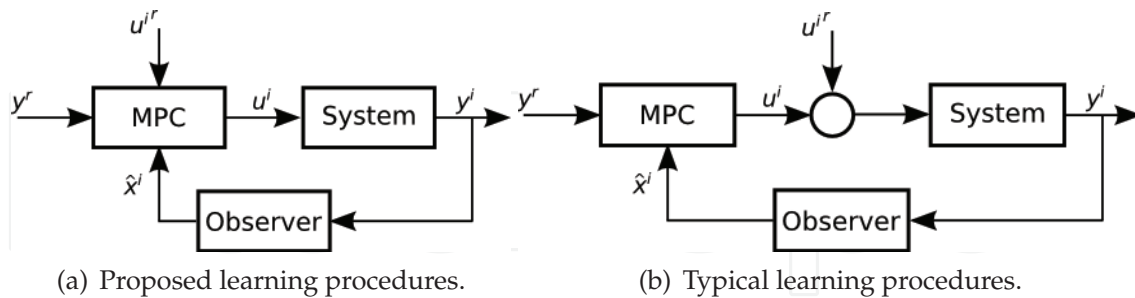 u^{i^r}
y^r
MPC
u^i
System
y^i
x̂^i
Observer
(a) Proposed learning procedures.
u^{i^r}
y^r
MPC
u^i
System
y^i
x̂^i
Observer
(b) Typical learning procedures.